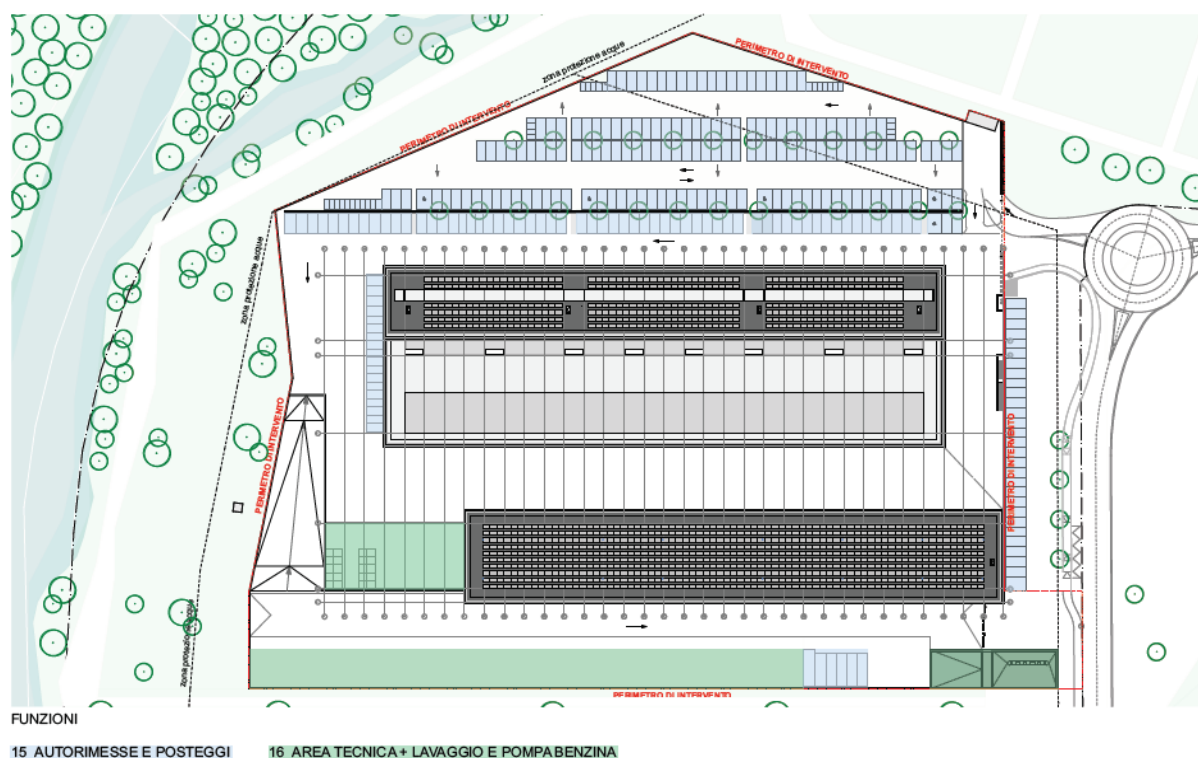 zona protezione acque
PERIMETRO DI INTERVENTO
PERIMETRO DI INTERVENTO
zona protezione acque
PERIMETRO DI INTERVENTO
PERIMETRO DI INTERVENTO
zona protezione acque
PERIMETRO DI INTERVENTO
FUNZIONI
15 AUTORIMESSE E POSTEGGI
16 AREA TECNICA + LAVAGGIO E POMPA BENZINA